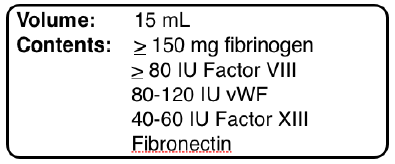 Volume: 15 mL
Contents: ≥ 150 mg fibrinogen
≥ 80 IU Factor VIII
80-120 IU vWF
40-60 IU Factor XIII
Fibronectin